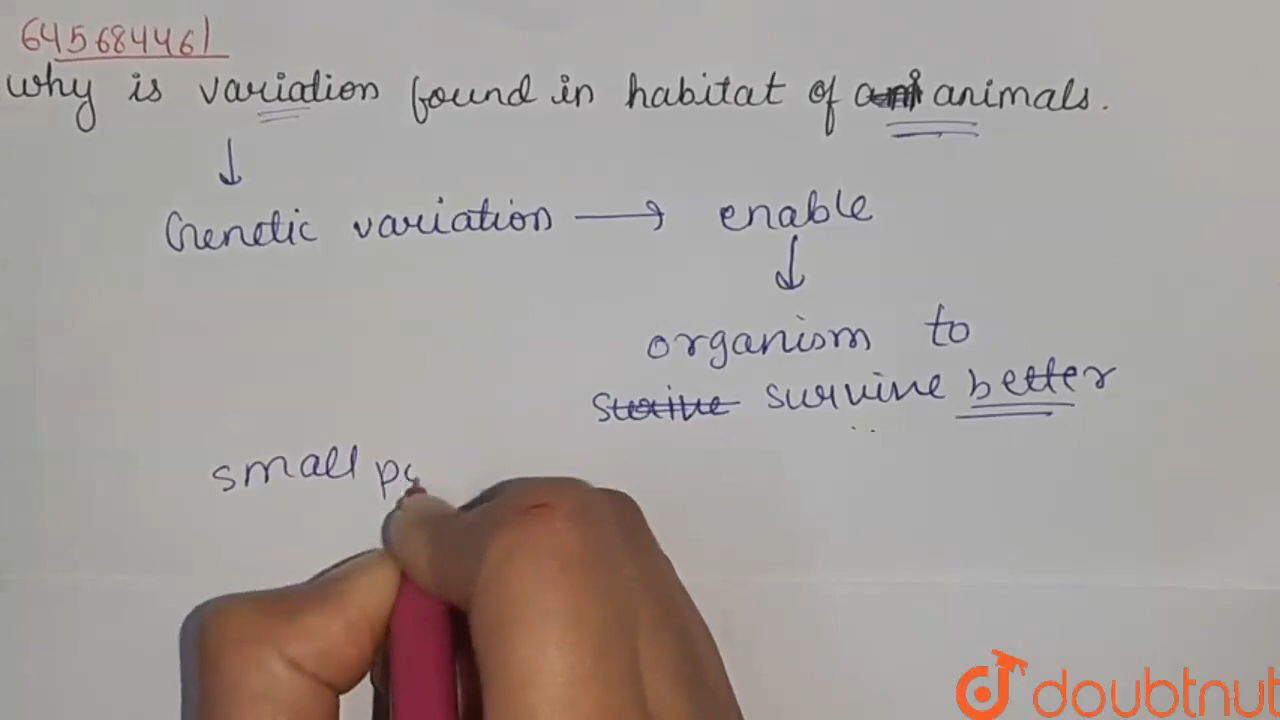 645684461
why is variation found in habitat of animals.
↓
Genetic variation → enable
↓
organism to
survive better
small
doubtnut